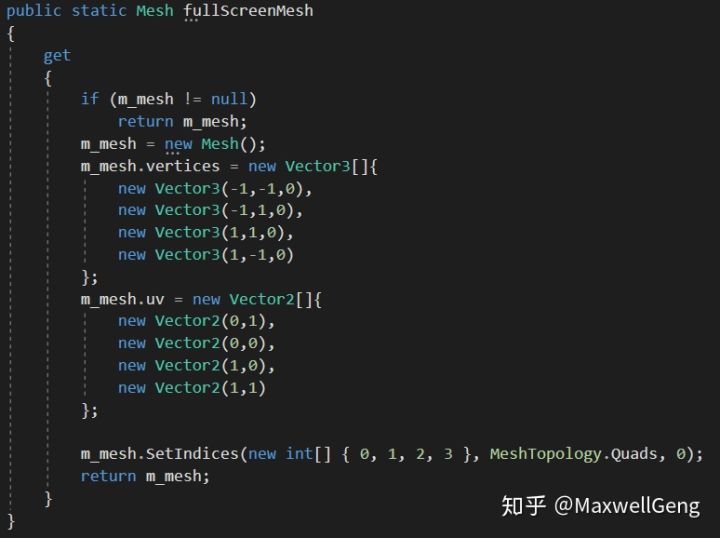 public static Mesh fullScreenMesh
{
    get
    {
        if (m_mesh != null)
            return m_mesh;
        m_mesh = new Mesh();
        m_mesh.vertices = new Vector3[]{
            new Vector3(-1,-1,0),
            new Vector3(-1,1,0),
            new Vector3(1,1,0),
            new Vector3(1,-1,0)
        };
        m_mesh.uv = new Vector2[]{
            new Vector2(0,1),
            new Vector2(0,0),
            new Vector2(1,0),
            new Vector2(1,1)
        };

        m_mesh.SetIndices(new int[] { 0, 1, 2, 3 }, MeshTopology.Quads, 0);
        return m_mesh;
    }
}
知乎 @MaxwellGeng